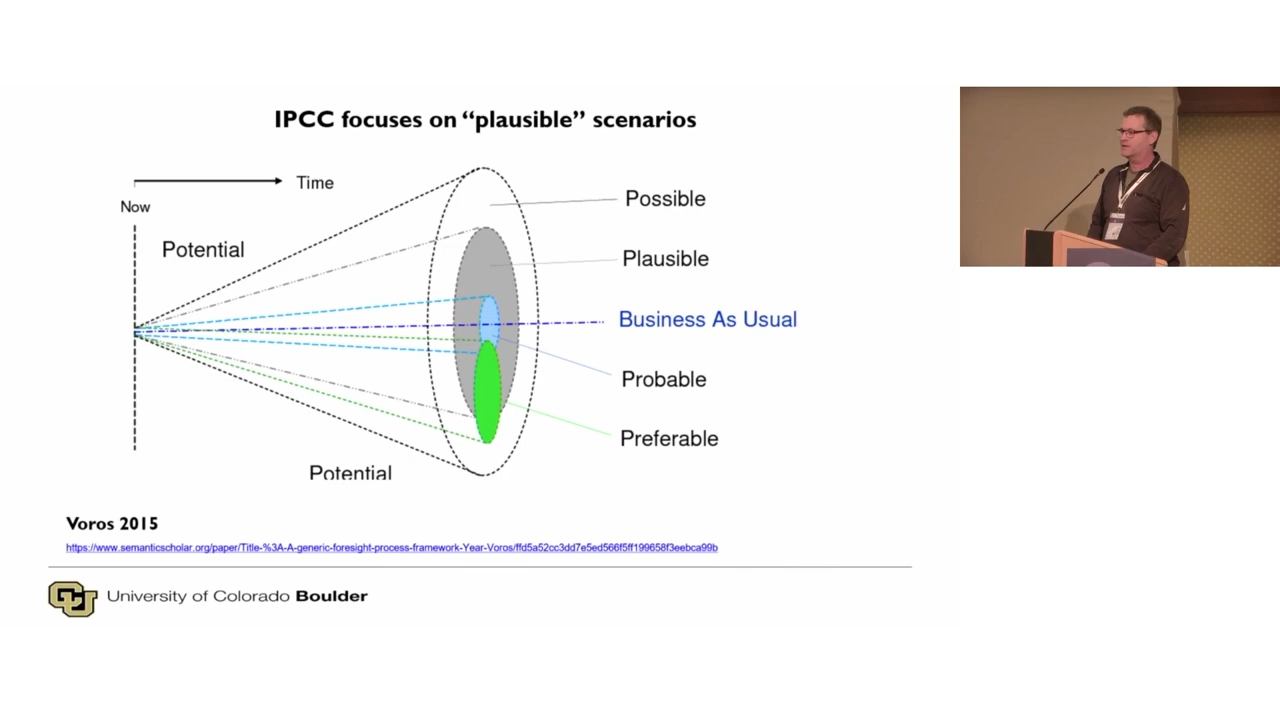 IPCC focuses on “plausible” scenarios
Time
Now
Potential
Possible
Plausible
Business As Usual
Probable
Preferable
Potential
Voros 2015
https://www.semanticscholar.org/paper/Title-%3A-A-generic-foresight-process-framework-Year-Voros/ffd5a52cc3dd7e5ed566f5ff199658f3eebca99b
CU
University of Colorado Boulder